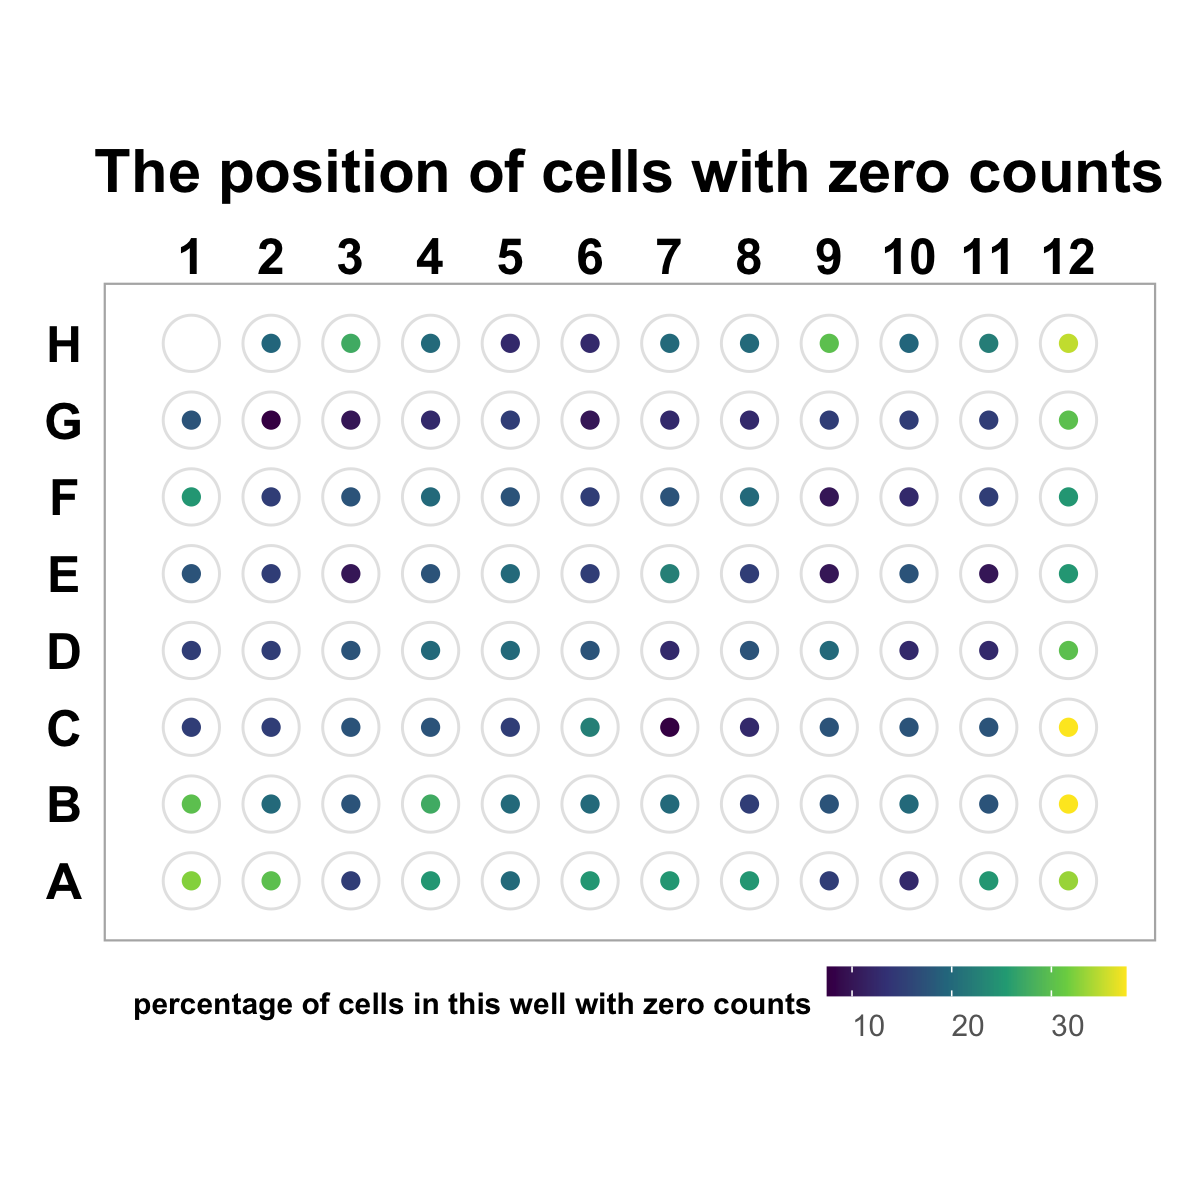 The position of cells with zero counts
1 2 3 4 5 6 7 8 9 10 11 12
H
G
F
E
D
C
B
A
percentage of cells in this well with zero counts
10 20 30